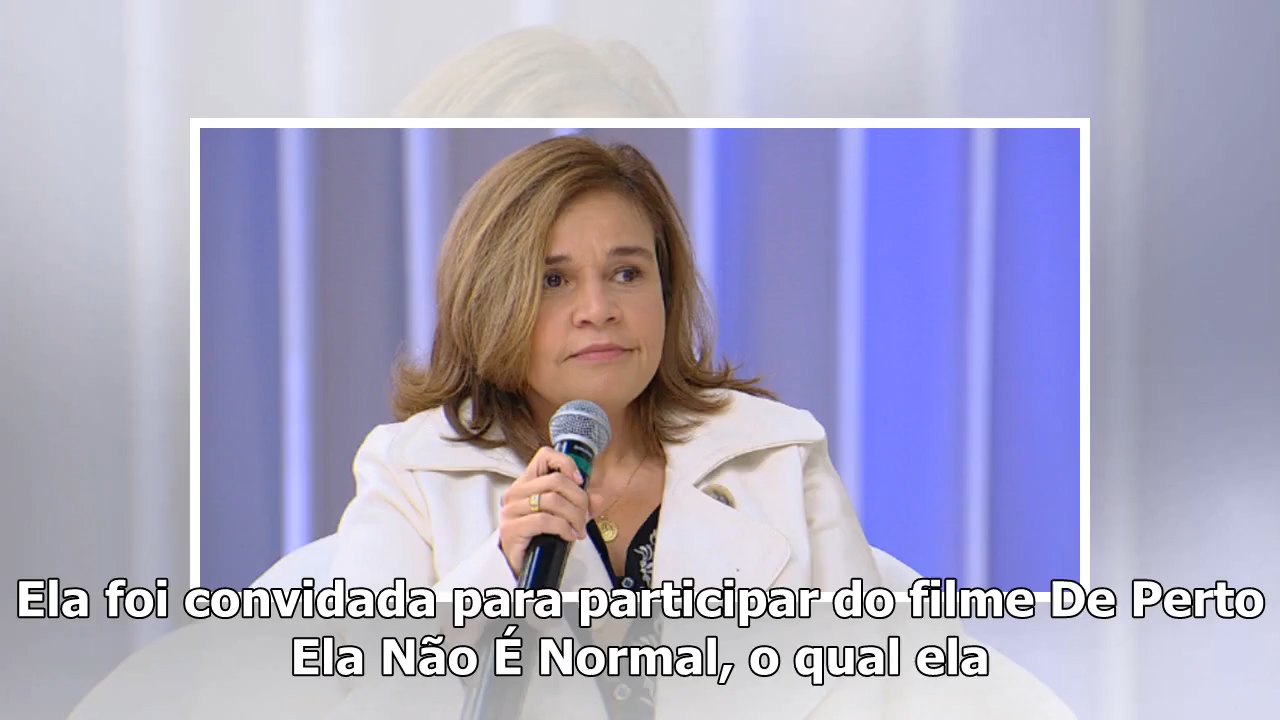 Ela foi convidada para participar do filme De Perto
Ela Não É Normal, o qual ela